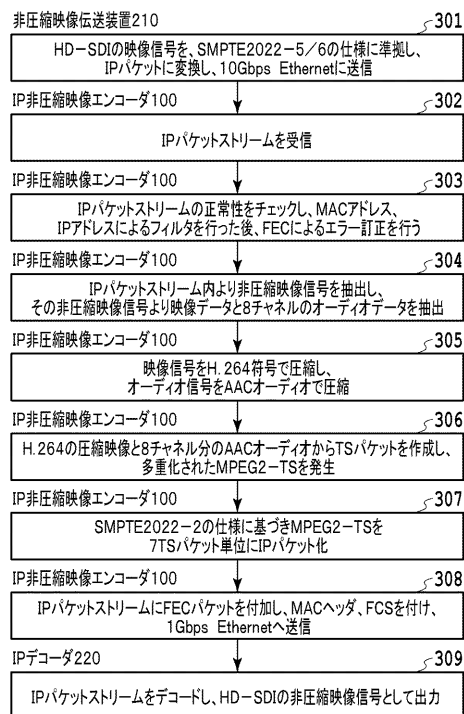 非圧縮映像伝送装置210
301
HD-SDIの映像信号を、SMPTE2022-5/6の仕様に準拠し、
IPパケットに変換し、10Gbps Ethernetに送信
IP非圧縮映像エンコーダ100
302
IPパケットストリームを受信
IP非圧縮映像エンコーダ100
303
IPパケットストリームの正常性をチェックし、MACアドレス、
IPアドレスによるフィルタを行った後、FECによるエラー訂正を行う
IP非圧縮映像エンコーダ100
304
IPパケットストリーム内より非圧縮映像信号を抽出し、
その非圧縮映像信号より映像データと8チャネルのオーディオデータを抽出
IP非圧縮映像エンコーダ100
305
映像信号をH.264符号で圧縮し、
オーディオ信号をAACオーディオで圧縮
IP非圧縮映像エンコーダ100
306
H.264の圧縮映像と8チャネル分のAACオーディオからTSパケットを作成し、
多重化されたMPEG2-TSを発生
IP非圧縮映像エンコーダ100
307
SMPTE2022-2の仕様に基づきMPEG2-TSを
7TSパケット単位にIPパケット化
IP非圧縮映像エンコーダ100
308
IPパケットストリームにFECパケットを付加し、MACヘッダ、FCSを付け、
1Gbps Ethernetへ送信
IPデコーダ220
309
IPパケットストリームをデコードし、HD-SDIの非圧縮映像信号として出力